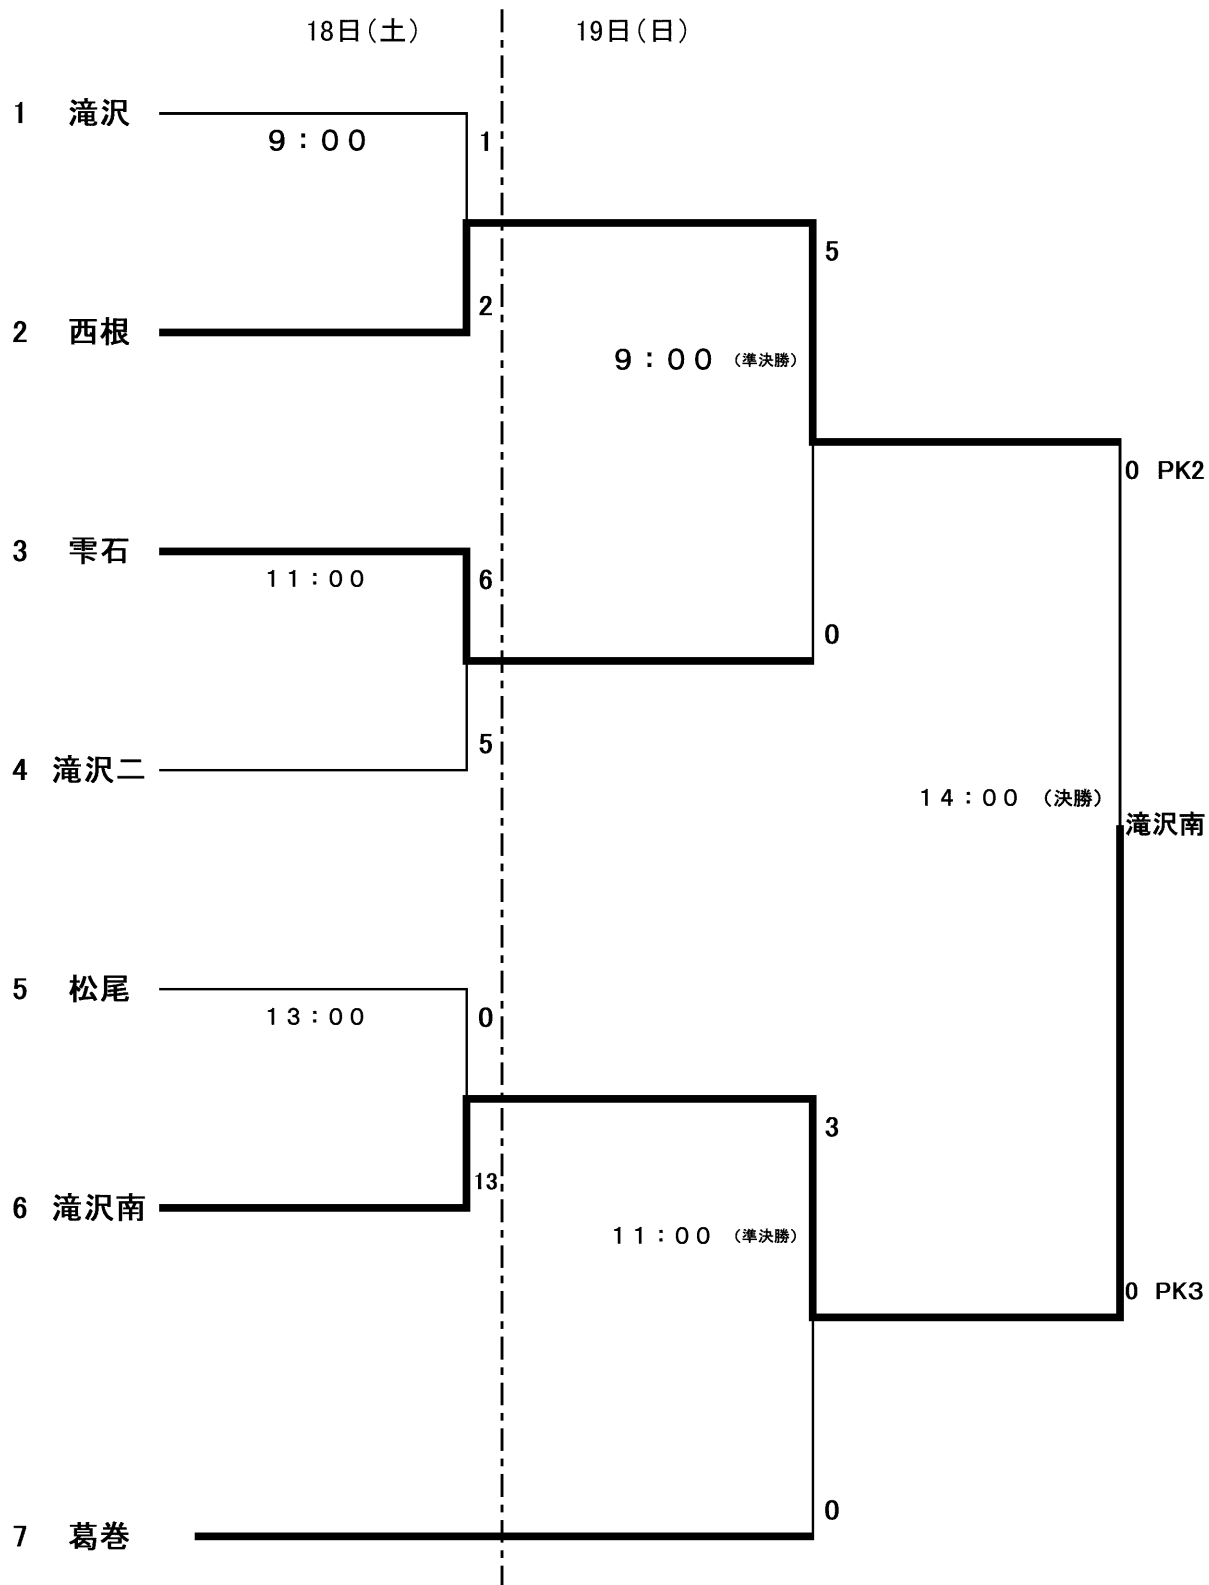 18日(土) 19日(日)
1 滝沢
9：00
1
5
2
2 西根
9：00 (準決勝)
0 PK2
3 雫石
11：00
6
0
5
4 滝沢二
14：00 (決勝)
滝沢南
5 松尾
13：00
0
3
13
6 滝沢南
11：00 (準決勝)
0 PK3
0
7 葛巻